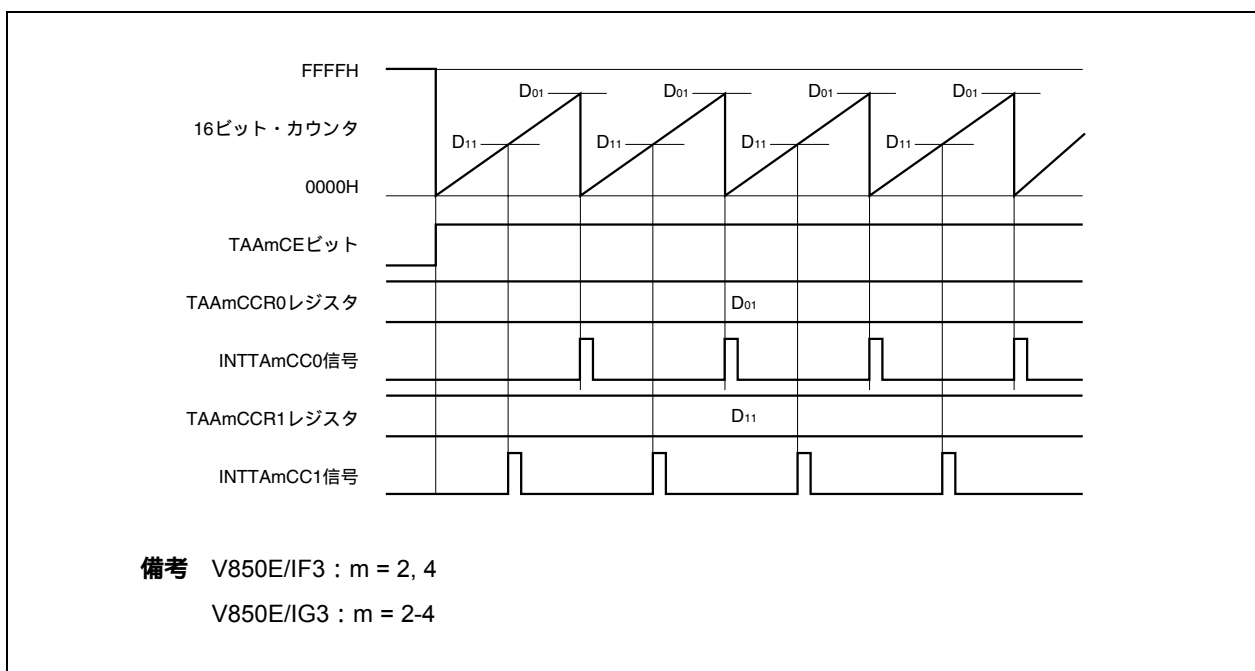 FFFFH
D01 D01 D01 D01
16ビット・カウンタ
D11 D11 D11 D11
0000H
TAAmCEビット
TAAmCCR0レジスタ D01
INTTAmCC0信号
TAAmCCR1レジスタ D11
INTTAmCC1信号
備考 V850E/IF3：m = 2, 4
V850E/IG3：m = 2-4